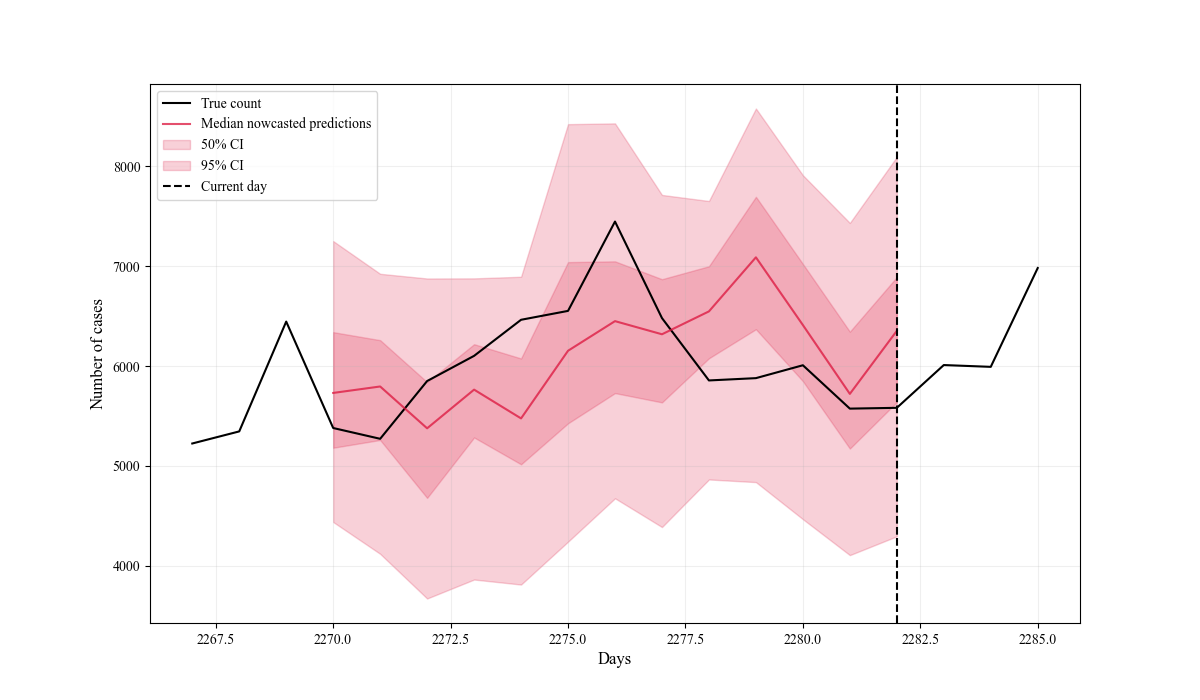 True count
Median nowcasted predictions
50% CI
95% CI
Current day
Number of cases
8000
7000
6000
5000
4000
2267.5 2270.0 2272.5 2275.0 2277.5 2280.0 2282.5 2285.0
Days